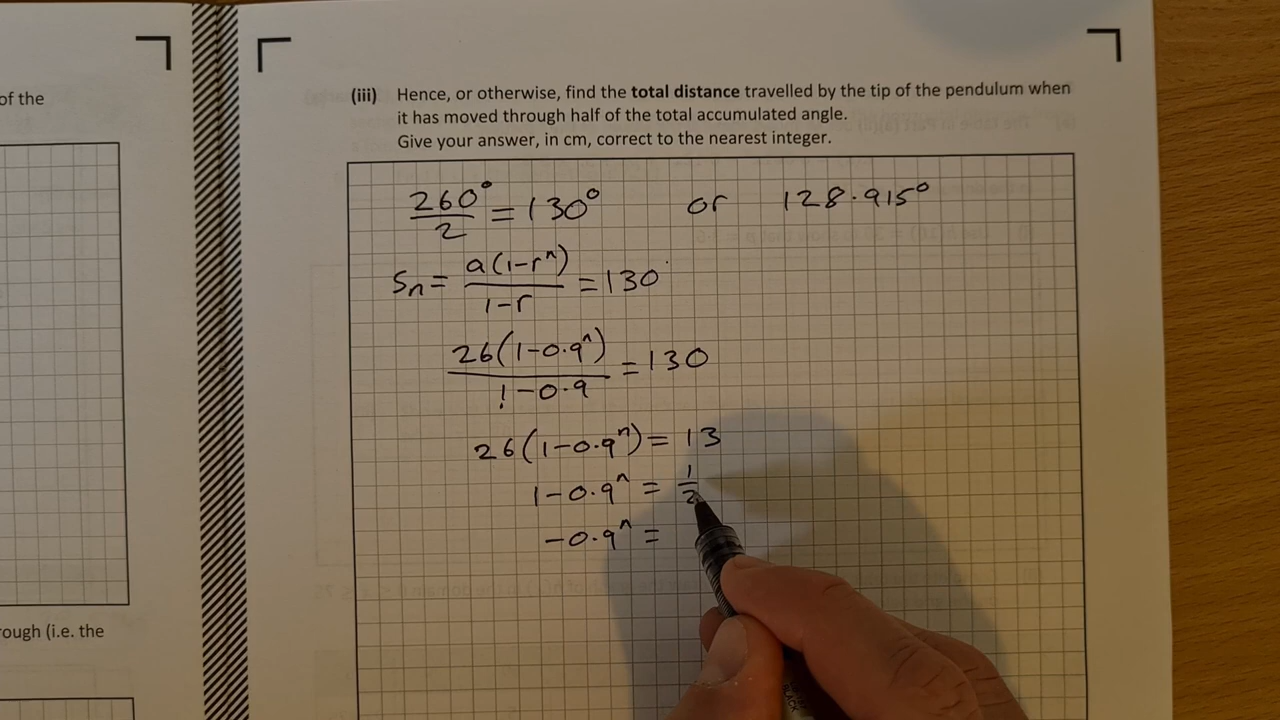 of the
rough (i.e. the
(iii) Hence, or otherwise, find the total distance travelled by the tip of the pendulum when
it has moved through half of the total accumulated angle.
Give your answer, in cm, correct to the nearest integer.
260°/2 = 130° or 128.915°
Sn = a(1-r^n)/1-r = 130
26(1-0.9^n)/1-0.9 = 130
26(1-0.9^n) = 13
1-0.9^n = 1/2
-0.9^n =